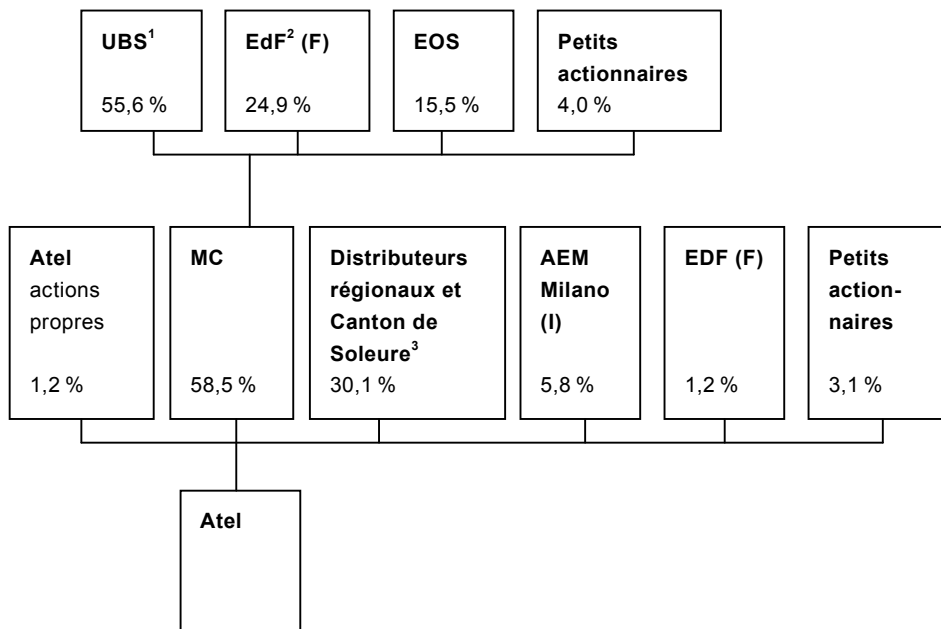 UBS¹
55,6 %
EdF² (F)
24,9 %
EOS
15,5 %
Petits
actionnaires
4,0 %
Atel
actions
propres
1,2 %
MC
58,5 %
Distributeurs
régionaux et
Canton de
Soleure³
30,1 %
AEM
Milano
(I)
5,8 %
EDF (F)
1,2 %
Petits
action-
naires
3,1 %
Atel